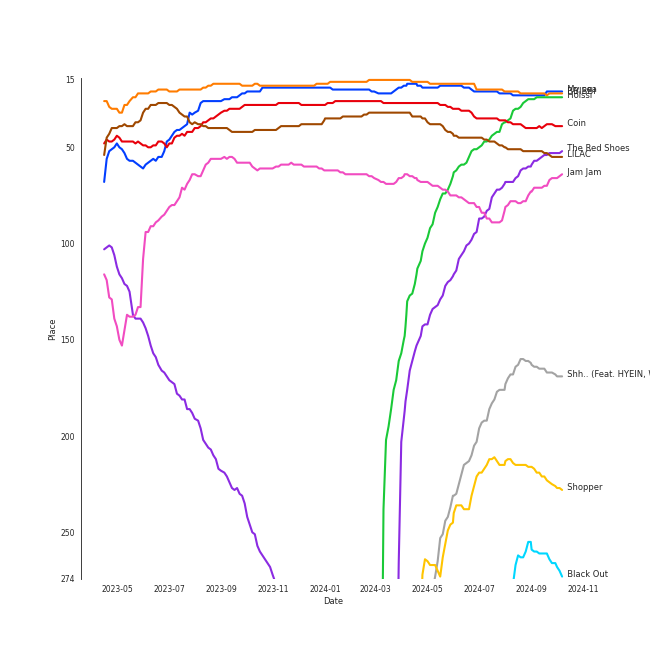 15
50
100
150
200
250
274
Place
Holssi
Coin
The Red Shoes
LILAC
Jam Jam
Shh.. (Feat. HYEIN, W
Shopper
Black Out
2023-05
2023-07
2023-09
2023-11
2024-01
2024-03
2024-05
2024-07
2024-09
2024-11
Date